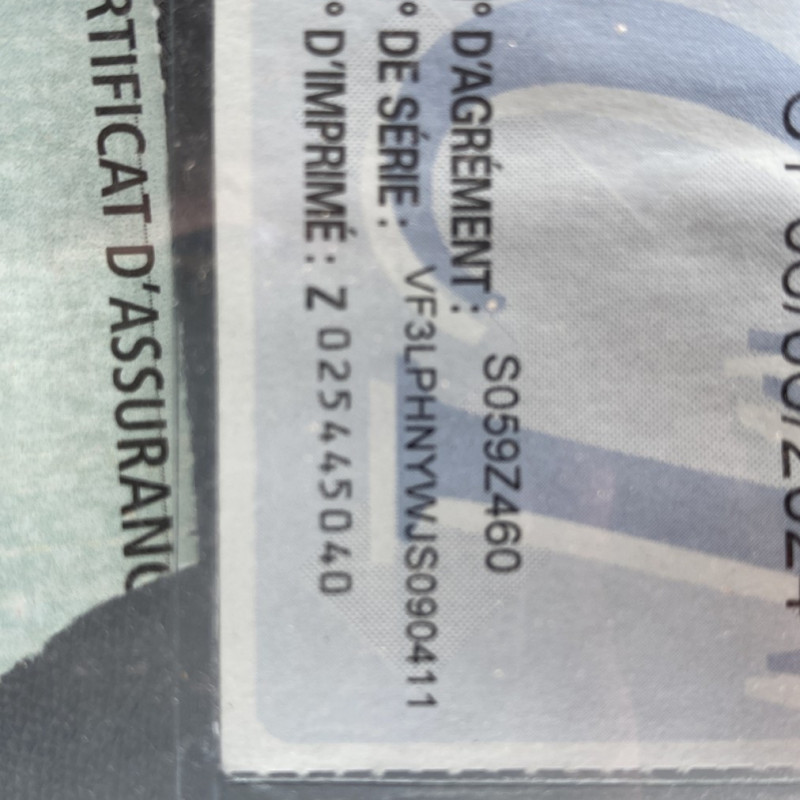 ° D'AGRÉMENT : S059Z460
° DE SÉRIE : VF3LPHNYWJS090411
° D'IMPRIMÉ : Z 025445040
RTIFICAT D'ASSURANC